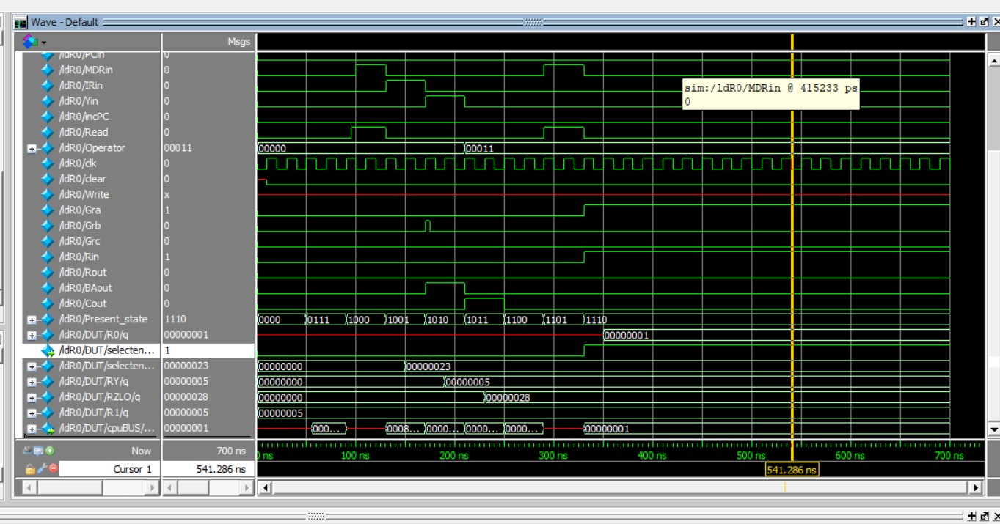 Wave - Default
Msgs
/ldR0/PCin 0
/ldR0/MDRin 0
/ldR0/IRin 0
/ldR0/Yin 0
/ldR0/incPC 0
/ldR0/Read 0
/ldR0/Operator 00011 00000 00011
/ldR0/clk 0
/ldR0/clear 0
/ldR0/Write x
/ldR0/Gra 1
/ldR0/Grb 0
/ldR0/Grc 0
/ldR0/Rin 1
/ldR0/Rout 0
/ldR0/BAout 0
/ldR0/Cout 0
/ldR0/Present_state 1110 0000 0111 1000 1001 1010 1011 1100 1101 1110
/ldR0/DUT/R0/q 00000001 00000001
/ldR0/DUT/selecten... 1
/ldR0/DUT/selecten... 00000023 00000000 00000023
/ldR0/DUT/RY/q 00000005 00000000 00000005
/ldR0/DUT/RZLO/q 00000028 00000000 00000028
/ldR0/DUT/R1/q 00000005 00000005
/ldR0/DUT/cpuBUS/... 00000001 000... 0008... 0000... 0000... 0000... 00000001
sim:/ldR0/MDRin @ 415233 ps
0
Now 700 ns ns 100 ns 200 ns 300 ns 400 ns 500 ns 600 ns 700 ns
Cursor 1 541.286 ns 541.286 ns